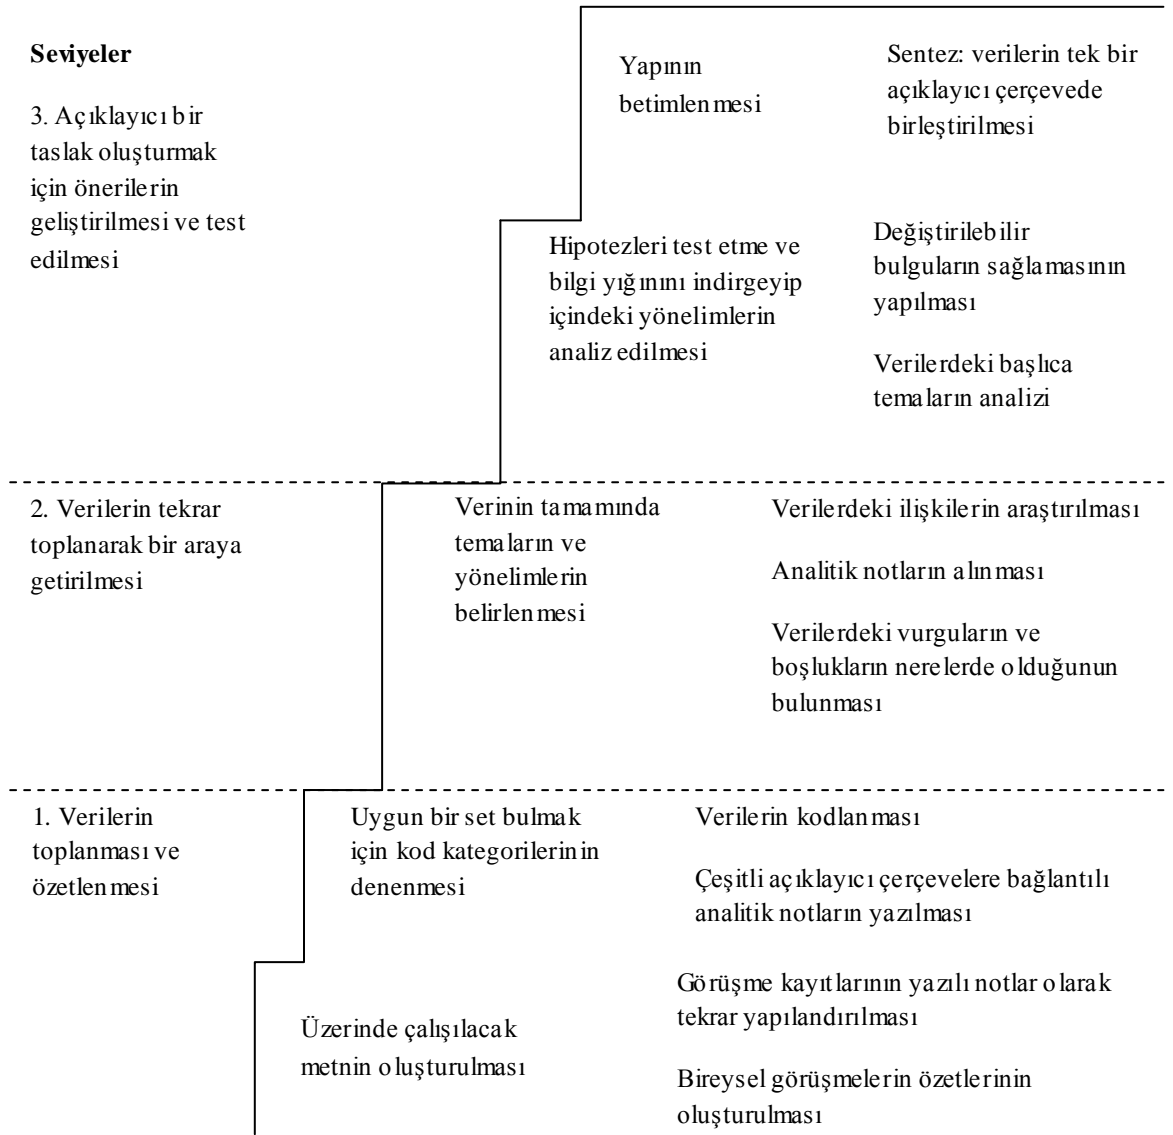 Seviyeler
3. Açıklayıcı bir
taslak oluşturmak
için önerilerin
geliştirilmesi ve test
edilmesi
Yapının
betimlenmesi
Sentez: verilerin tek bir
açıklayıcı çerçevede
birleştirilmesi
Hipotezleri test etme ve
bilgi yığınını indirgeyip
içindeki yönelimlerin
analiz edilmesi
Değiştirilebilir
bulguların sağlamasının
yapılması
Verilerdeki başlıca
temaların analizi
2. Verilerin tekrar
toplanarak bir araya
getirilmesi
Verinin tamamında
temaların ve
yönelimlerin
belirlenmesi
Verilerdeki ilişkilerin araştırılması
Analitik notların alınması
Verilerdeki vurguların ve
boşlukların nerelerde olduğunun
bulunması
1. Verilerin
toplanması ve
özetlenmesi
Uygun bir set bulmak
için kod kategorilerinin
denenmesi
Verilerin kodlanması
Çeşitli açıklayıcı çerçevelere bağlantılı
analitik notların yazılması
Üzerinde çalışılacak
metnin oluşturulması
Görüşme kayıtlarının yazılı notlar olarak
tekrar yapılandırılması
Bireysel görüşmelerin özetlerinin
oluşturulması